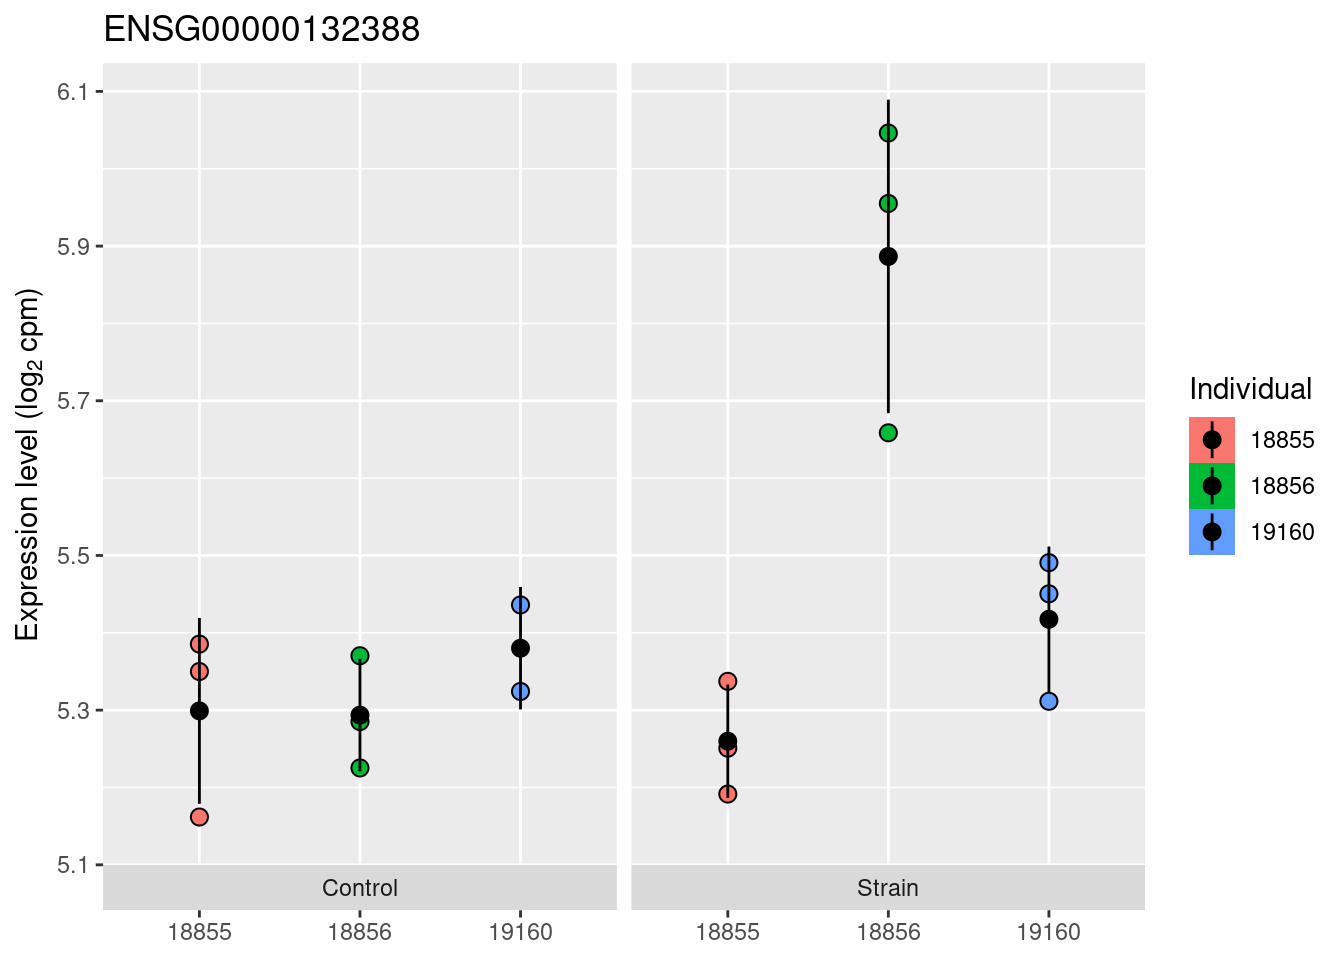 ENSG00000132388
Expression level (log₂ cpm)
6.1
5.9
5.7
5.5
5.3
5.1
Control
Strain
18855 18856 19160
18855 18856 19160
Individual
18855
18856
19160